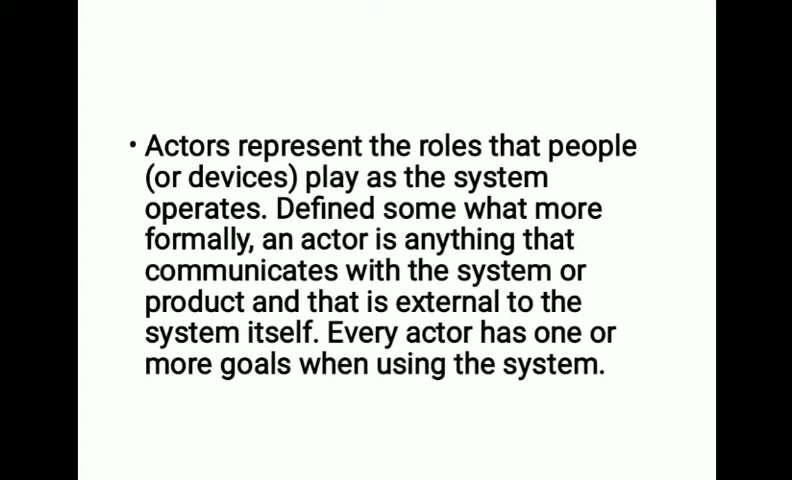 • Actors represent the roles that people
(or devices) play as the system
operates. Defined some what more
formally, an actor is anything that
communicates with the system or
product and that is external to the
system itself. Every actor has one or
more goals when using the system.